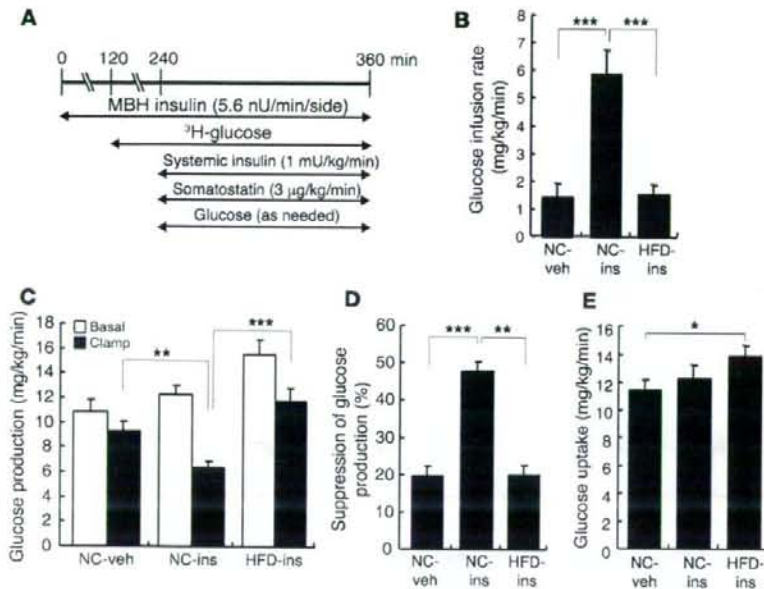 A
0 120 240 360 min
MBH insulin (5.6 nU/min/side)
³H-glucose
Systemic insulin (1 mU/kg/min)
Somatostatin (3 µg/kg/min)
Glucose (as needed)
B
Glucose infusion rate
(mg/kg/min)
8
7
6
5
4
3
2
1
0
*** ***
NC- NC- HFD-
veh ins ins
C
Glucose production (mg/kg/min)
18
16
14
12
10
8
6
4
2
0
Basal
Clamp
** ***
NC-veh NC-ins HFD-ins
D
Suppression of glucose
production (%)
60
50
40
30
20
10
0
*** **
NC- NC- HFD-
veh ins ins
E
Glucose uptake (mg/kg/min)
16
14
12
10
8
6
4
2
0
*
NC- NC- HFD-
veh ins ins